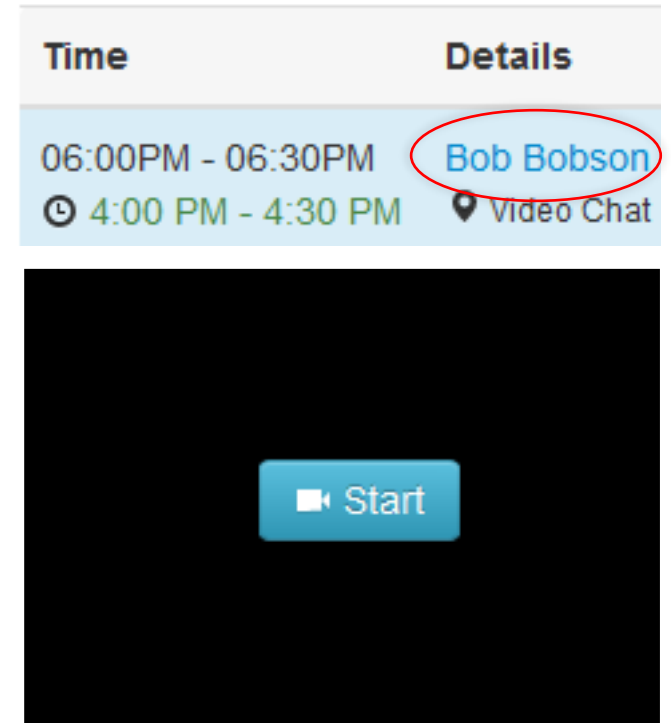 Time Details
06:00PM - 06:30PM Bob Bobson
4:00 PM - 4:30 PM Video Chat
Start